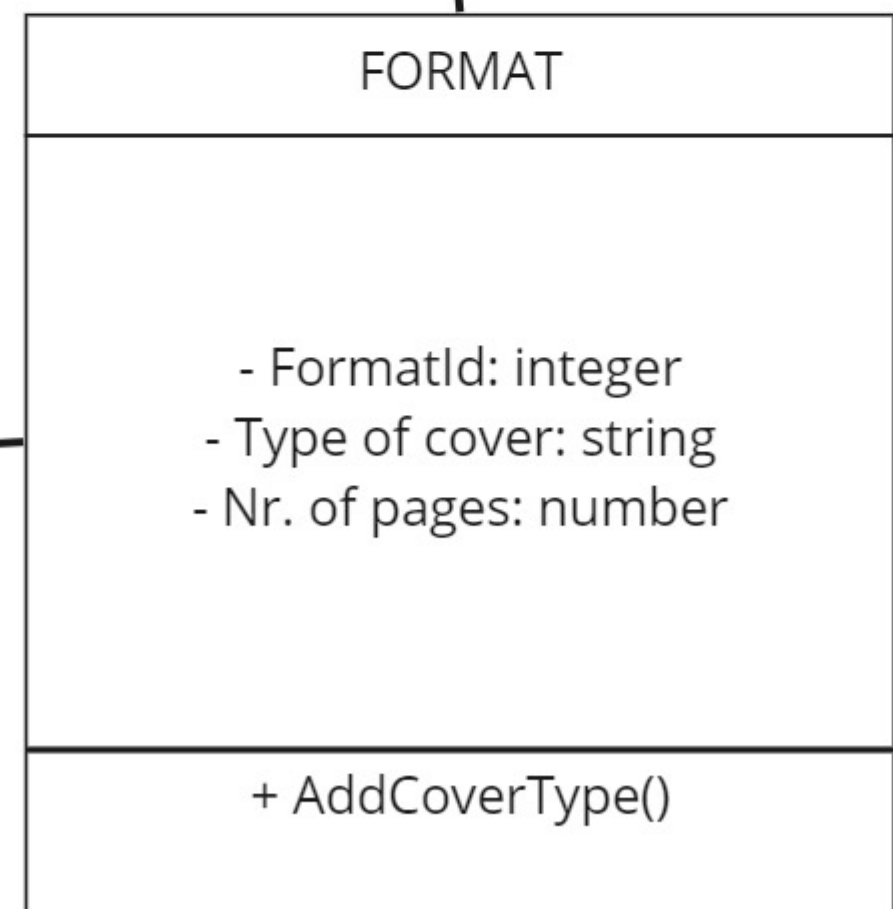 FORMAT
- FormatId: integer
- Type of cover: string
- Nr. of pages: number
+ AddCoverType()